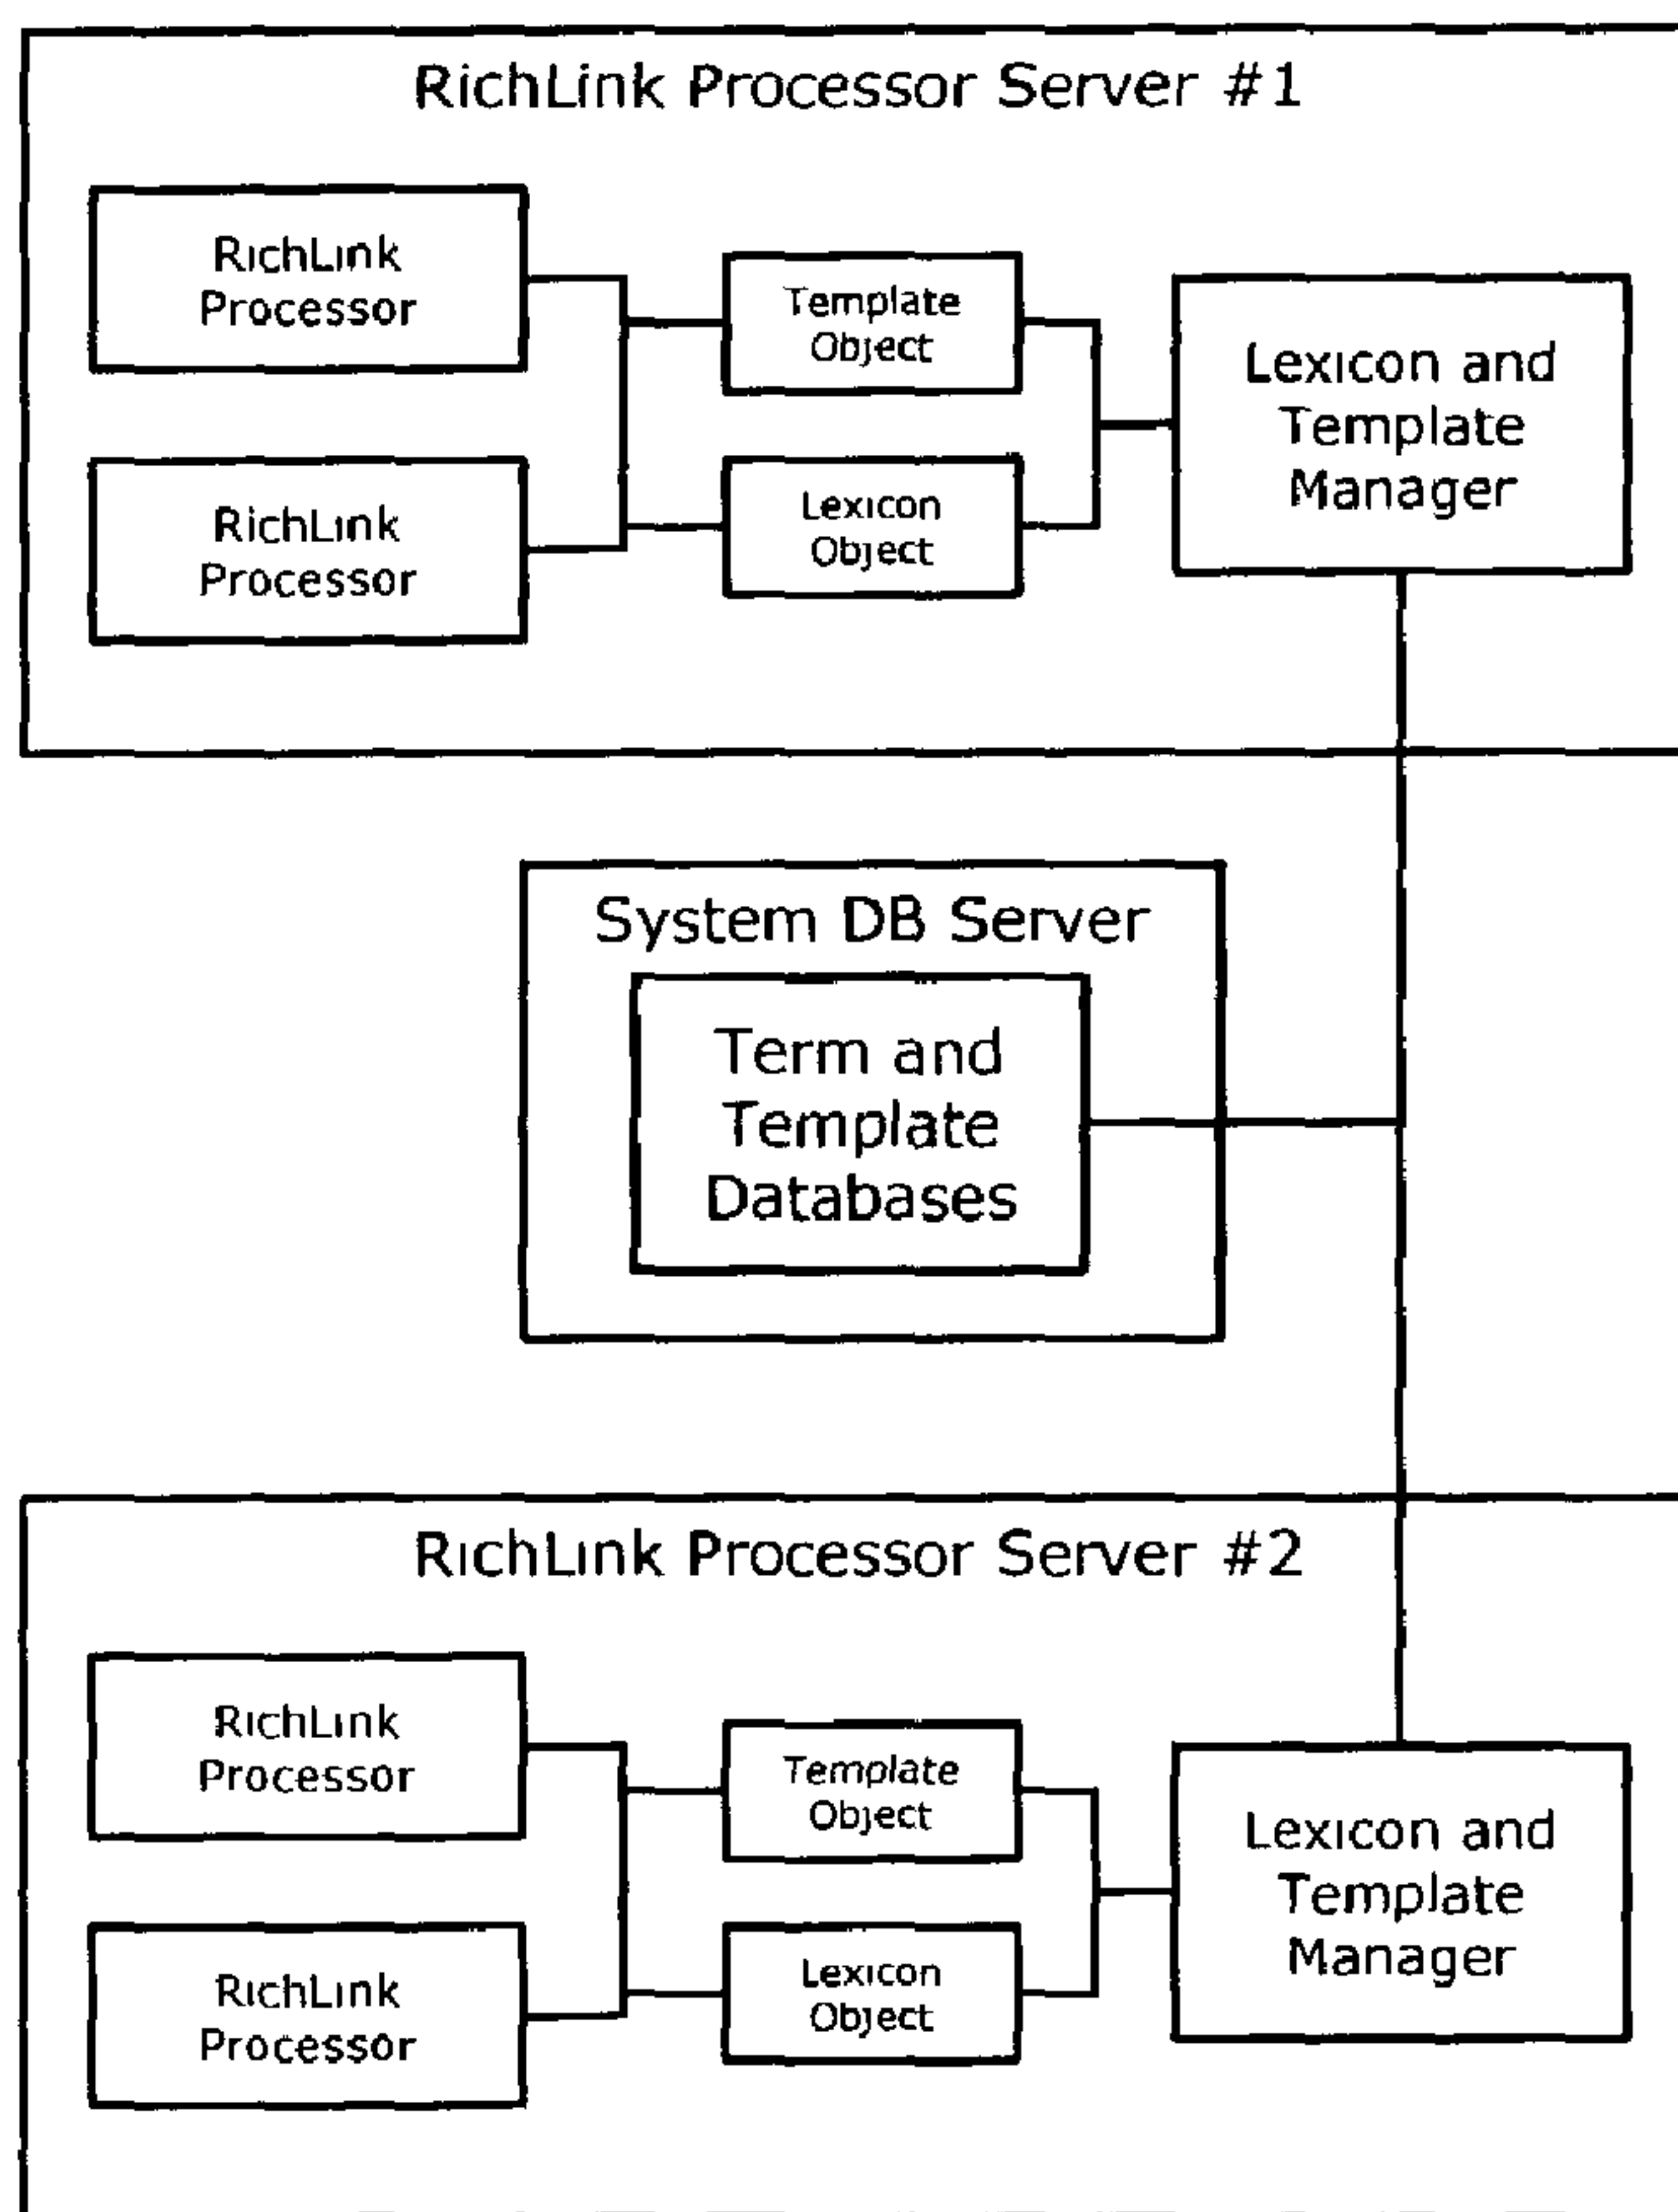 RichLink Processor Server #1
RichLink
Processor
Template
Object
Lexicon and
Template
Manager
RichLink
Processor
Lexicon
Object
System DB Server
Term and
Template
Databases
RichLink Processor Server #2
RichLink
Processor
Template
Object
Lexicon and
Template
Manager
RichLink
Processor
Lexicon
Object